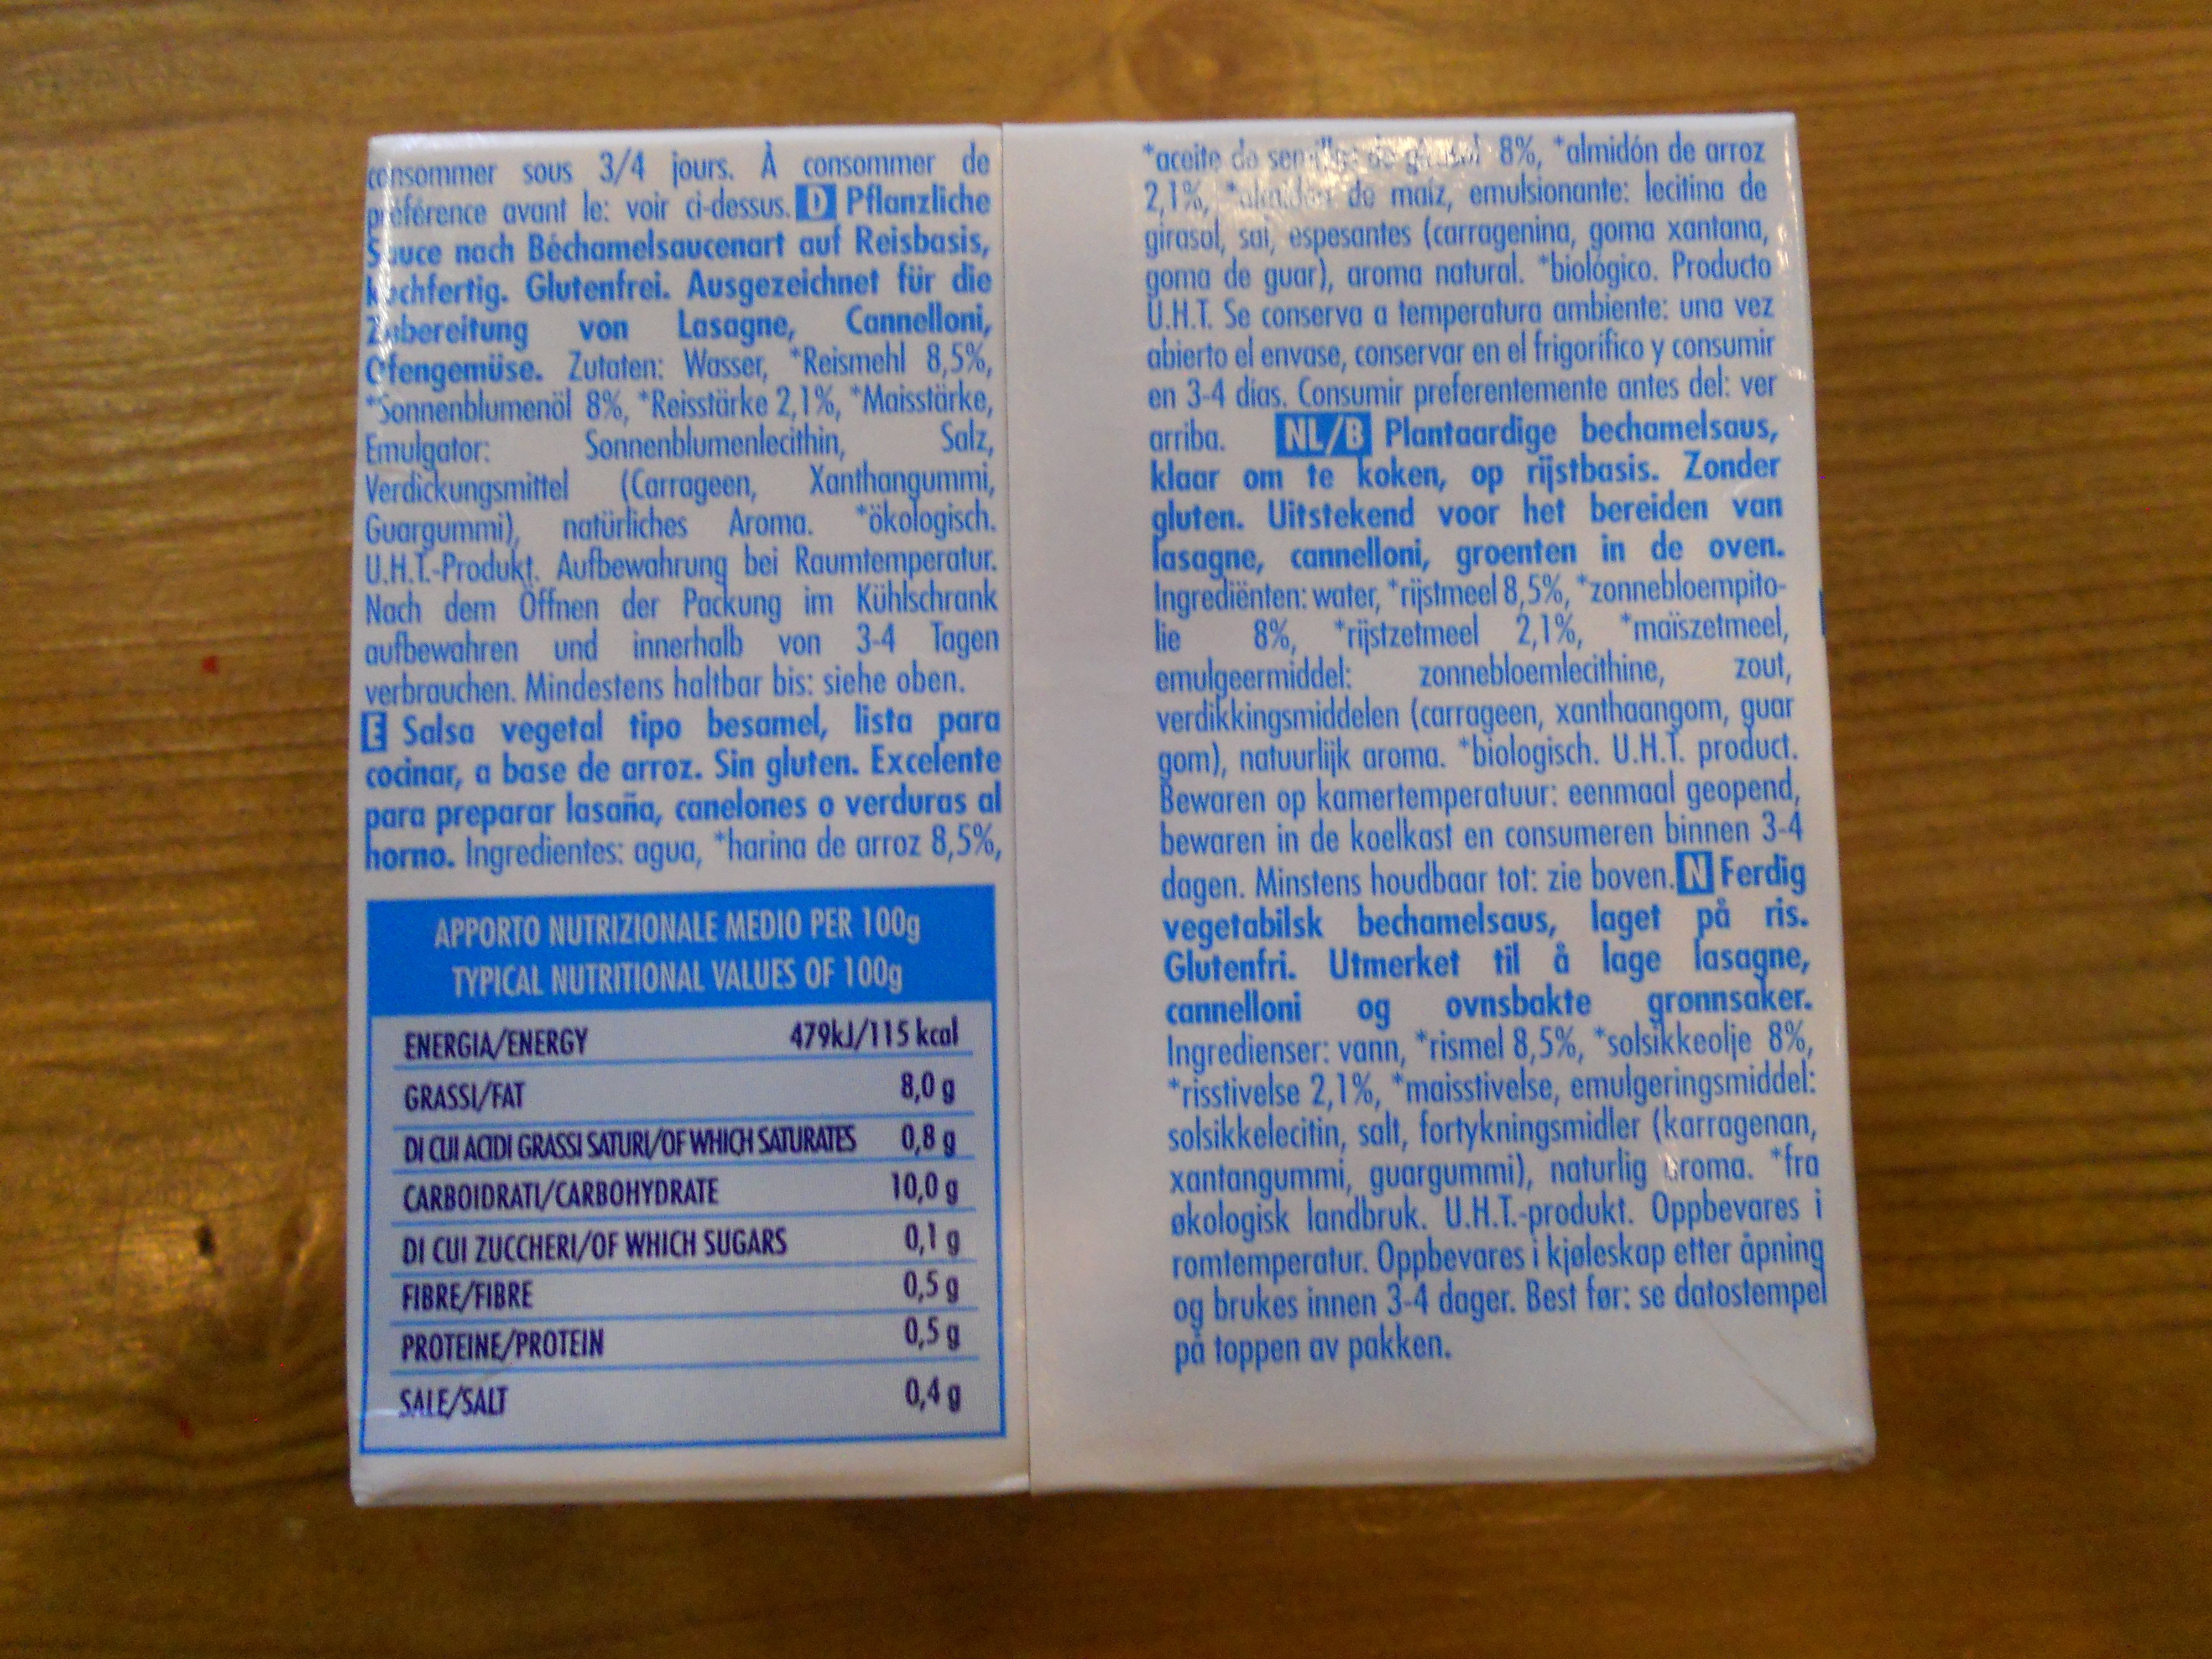 consommer sous 3/4 jours. À consommer de
préférence avant le: voir ci-dessus. D Pflanzliche
Sauce nach Béchamelsaucenart auf Reisbasis,
kochfertig. Glutenfrei. Ausgezeichnet für die
Zubereitung von Lasagne, Cannelloni,
Ofengemüse. Zutaten: Wasser, *Reismehl 8,5%,
*Sonnenblumenöl 8%, *Reisstärke 2,1%, *Maisstärke,
Emulgator: Sonnenblumenlecithin, Salz,
Verdickungsmittel (Carrageen, Xanthangummi,
Guargummi), natürliches Aroma. *ökologisch.
U.H.T.-Produkt. Aufbewahrung bei Raumtemperatur.
Nach dem Öffnen der Packung im Kühlschrank
aufbewahren und innerhalb von 3-4 Tagen
verbrauchen. Mindestens haltbar bis: siehe oben.
E Salsa vegetal tipo besamel, lista para
cocinar, a base de arroz. Sin gluten. Excelente
para preparar lasaña, canelones o verduras al
horno. Ingredientes: agua, *harina de arroz 8,5%,
APPORTO NUTRIZIONALE MEDIO PER 100g
TYPICAL NUTRITIONAL VALUES OF 100g
ENERGIA/ENERGY 479kJ/115 kcal
GRASSI/FAT 8,0 g
DI CUI ACIDI GRASSI SATURI/OF WHICH SATURATES 0,8 g
CARBOIDRATI/CARBOHYDRATE 10,0 g
DI CUI ZUCCHERI/OF WHICH SUGARS 0,1 g
FIBRE/FIBRE 0,5 g
PROTEINE/PROTEIN 0,5 g
SALE/SALT 0,4 g
*aceite de semillas de girasol 8%, *almidón de arroz
2,1%, *almidón de maíz, emulsionante: lecitina de
girasol, sal, espesantes (carragenina, goma xantana,
goma de guar), aroma natural. *biológico. Producto
U.H.T. Se conserva a temperatura ambiente: una vez
abierto el envase, conservar en el frigorífico y consumir
en 3-4 días. Consumir preferentemente antes del: ver
arriba. NL/B Plantaardige bechamelsaus,
klaar om te koken, op rijstbasis. Zonder
gluten. Uitstekend voor het bereiden van
lasagne, cannelloni, groenten in de oven.
Ingrediënten: water, *rijstmeel 8,5%, *zonnebloempito-
lie 8%, *rijstzetmeel 2,1%, *maïszetmeel,
emulgeermiddel: zonnebloemlecithine, zout,
verdikkingsmiddelen (carrageen, xanthaangom, guar
gom), natuurlijk aroma. *biologisch. U.H.T. product.
Bewaren op kamertemperatuur: eenmaal geopend,
bewaren in de koelkast en consumeren binnen 3-4
dagen. Minstens houdbaar tot: zie boven. N Ferdig
vegetabilsk bechamelsaus, laget på ris.
Glutenfri. Utmerket til å lage lasagne,
cannelloni og ovnsbakte grønnsaker.
Ingredienser: vann, *rismel 8,5%, *solsikkeolje 8%,
*risstivelse 2,1%, *maisstivelse, emulgeringsmiddel:
solsikkelecitin, salt, fortykningsmidler (karragenan,
xantangummi, guargummi), naturlig aroma. *fra
økologisk landbruk. U.H.T.-produkt. Oppbevares i
romtemperatur. Oppbevares i kjøleskap etter åpning
og brukes innen 3-4 dager. Best før: se datostempel
på toppen av pakken.